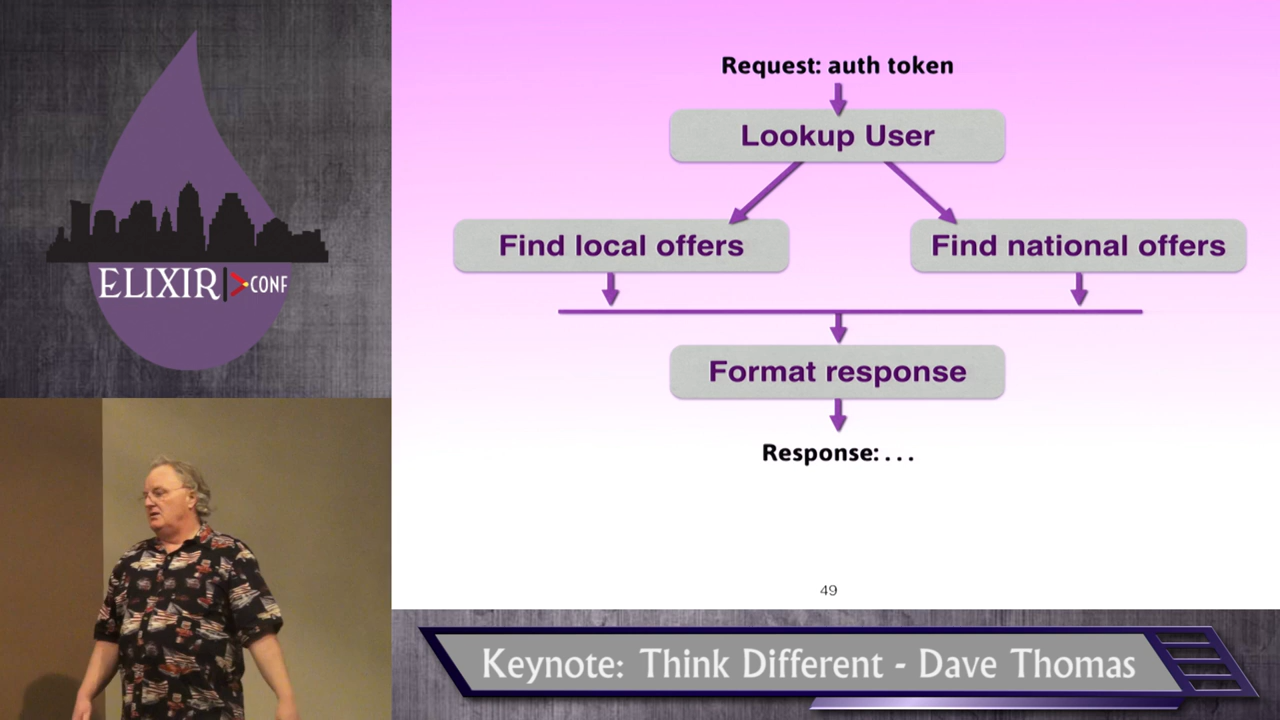 ELIXIR
CONF
Request: auth token
Lookup User
Find local offers
Find national offers
Format response
Response: . . .
49
Keynote: Think Different - Dave Thomas